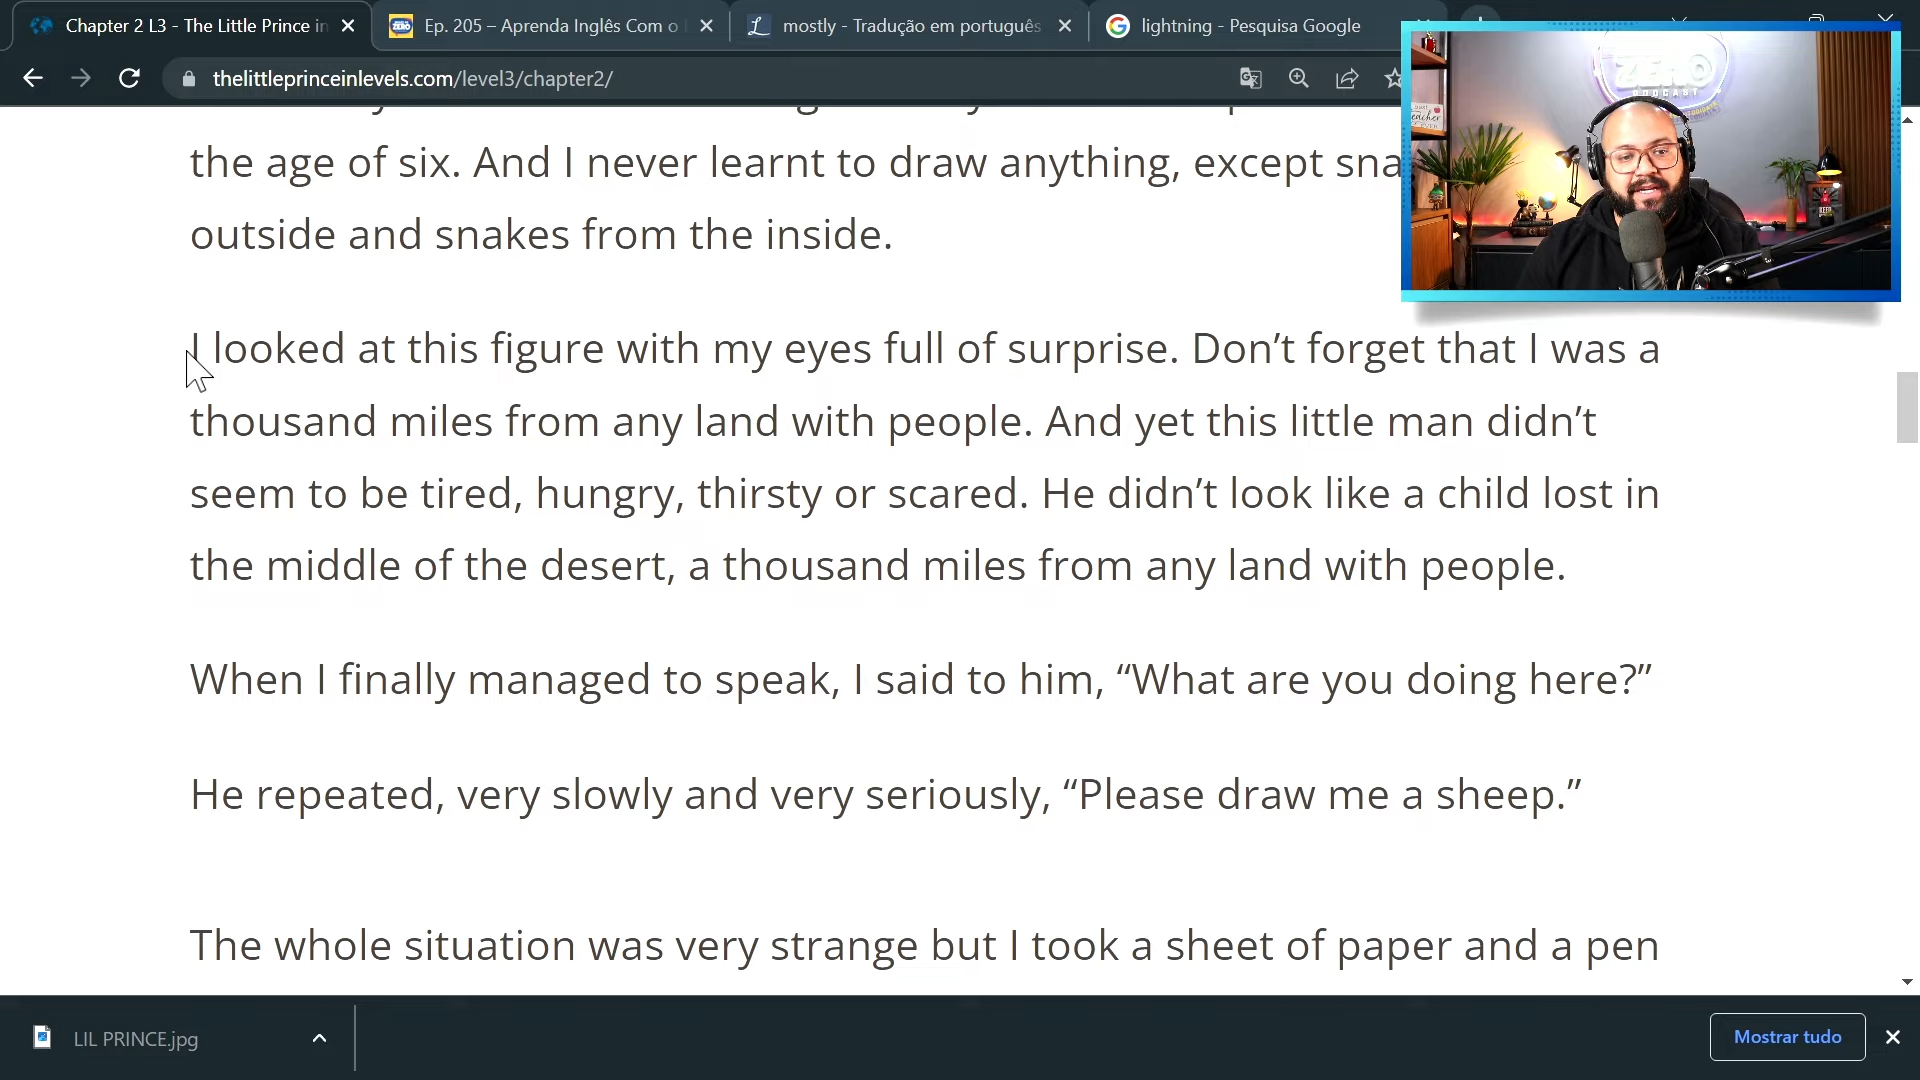 Chapter 2 L3 - The Little Prince in
Ep. 205 – Aprenda Inglês Com o
mostly - Tradução em português
lightning - Pesquisa Google
thelittleprinceinlevels.com/level3/chapter2/
ZERO
PODCAST
the age of six. And I never learnt to draw anything, except sna
outside and snakes from the inside.
I looked at this figure with my eyes full of surprise. Don’t forget that I was a
thousand miles from any land with people. And yet this little man didn’t
seem to be tired, hungry, thirsty or scared. He didn’t look like a child lost in
the middle of the desert, a thousand miles from any land with people.
When I finally managed to speak, I said to him, “What are you doing here?”
He repeated, very slowly and very seriously, “Please draw me a sheep.”
The whole situation was very strange but I took a sheet of paper and a pen
LIL PRINCE.jpg
Mostrar tudo